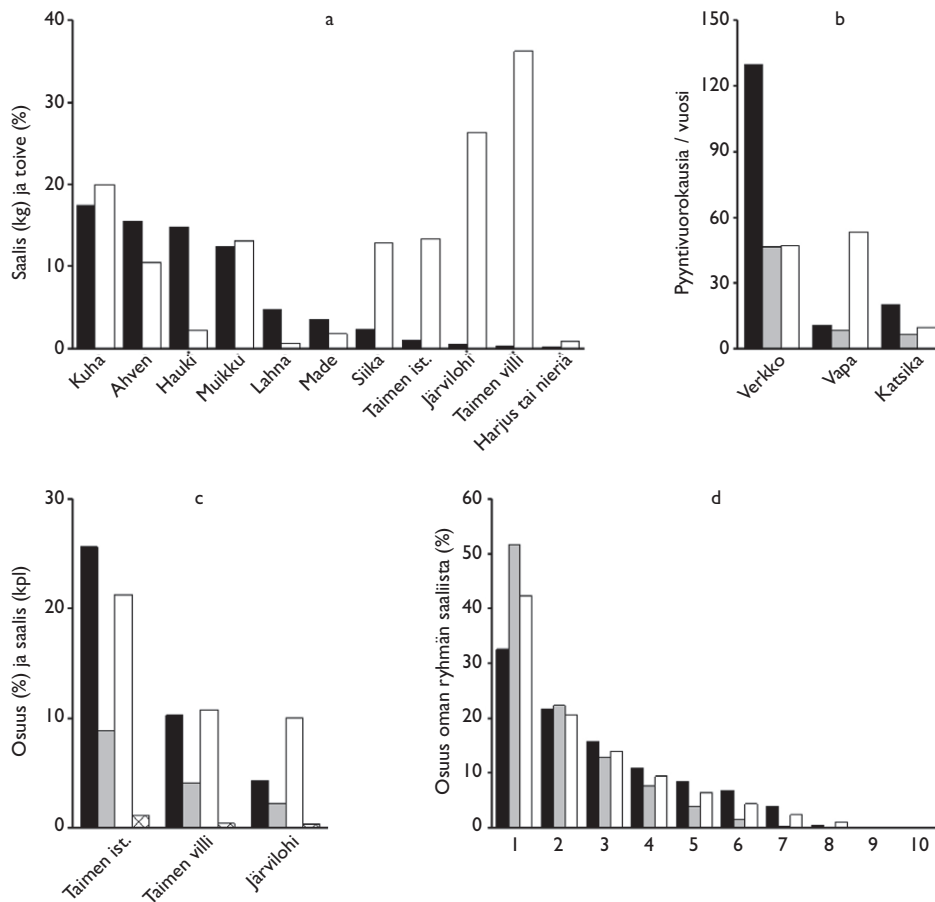 a
Saalis (kg) ja toive (%)
40
30
20
10
0
Kuha
Ahven
Hauki
Muikku
Lahna
Made
Siika
Taimen ist.
Järvilohi
Taimen villi
Harjus tai nieriä
b
Pyyntivuorokausia / vuosi
150
120
90
60
30
0
Verkko
Vapa
Katsika
c
Osuus (%) ja saalis (kpl)
30
20
10
0
Taimen ist.
Taimen villi
Järvilohi
d
Osuus oman ryhmän saaliista (%)
60
50
40
30
20
10
0
1 2 3 4 5 6 7 8 9 10